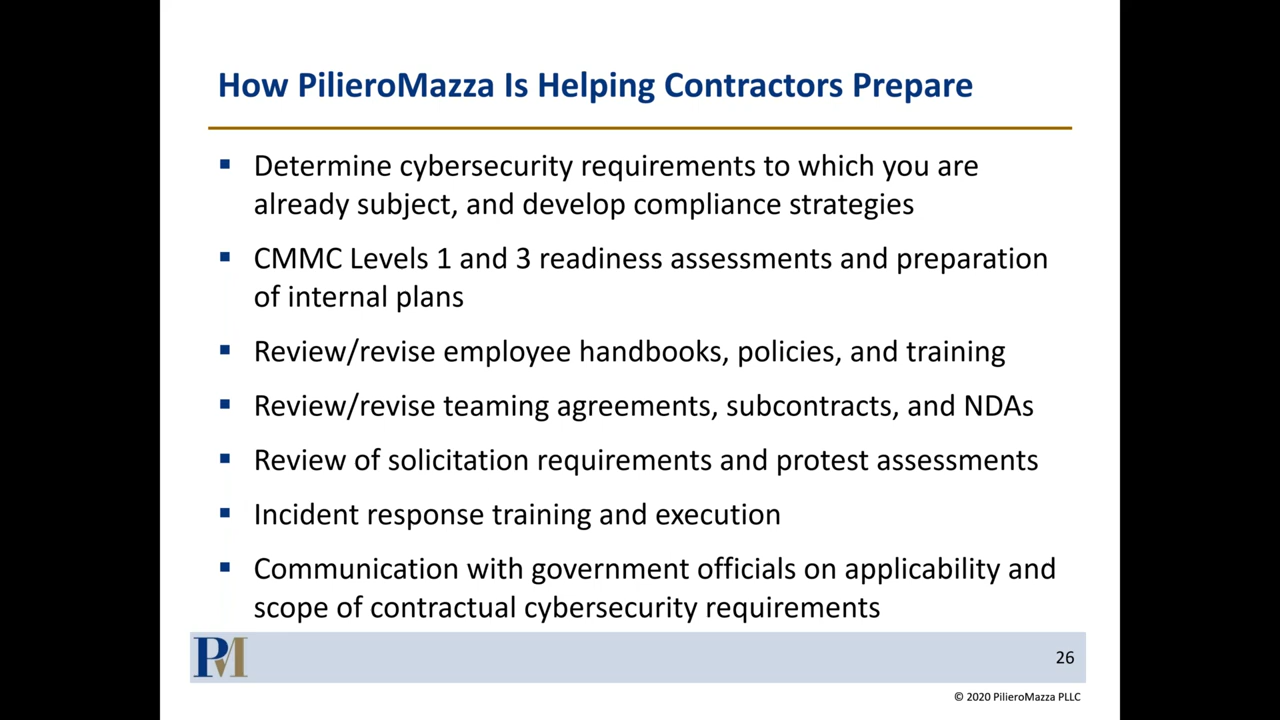 How PilieroMazza Is Helping Contractors Prepare
▪ Determine cybersecurity requirements to which you are
already subject, and develop compliance strategies
▪ CMMC Levels 1 and 3 readiness assessments and preparation
of internal plans
▪ Review/revise employee handbooks, policies, and training
▪ Review/revise teaming agreements, subcontracts, and NDAs
▪ Review of solicitation requirements and protest assessments
▪ Incident response training and execution
▪ Communication with government officials on applicability and
scope of contractual cybersecurity requirements
PM
26
© 2020 PilieroMazza PLLC